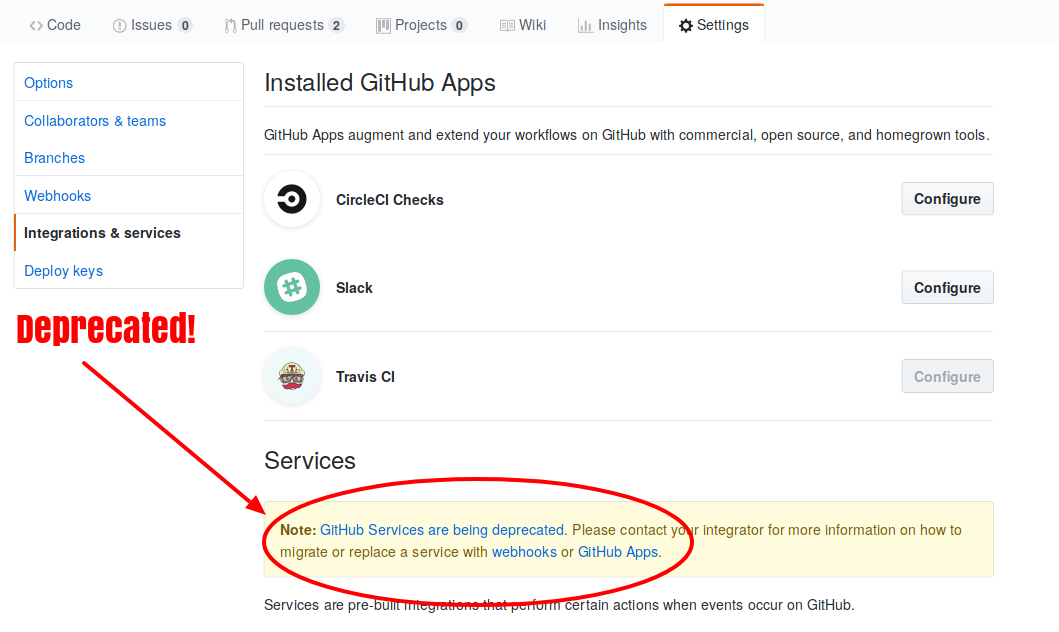 Code Issues 0 Pull requests 2 Projects 0 Wiki Insights Settings
Options
Collaborators & teams
Branches
Webhooks
Integrations & services
Deploy keys
Deprecated!
Installed GitHub Apps
GitHub Apps augment and extend your workflows on GitHub with commercial, open source, and homegrown tools.
CircleCI Checks Configure
Slack Configure
Travis CI Configure
Services
Note: GitHub Services are being deprecated. Please contact your integrator for more information on how to
migrate or replace a service with webhooks or GitHub Apps.
Services are pre-built integrations that perform certain actions when events occur on GitHub.